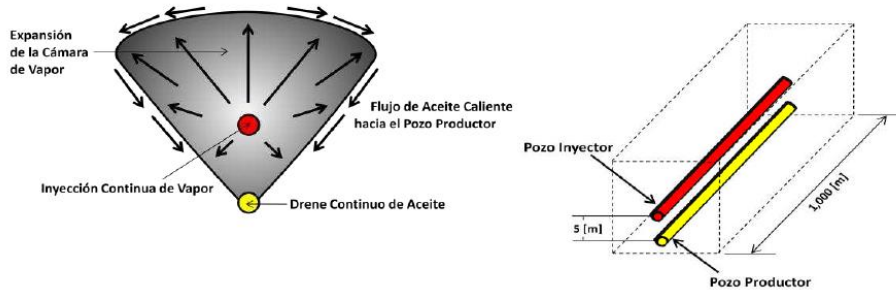 Expansión
de la Cámara
de Vapor
Flujo de Aceite Caliente
hacia el Pozo Productor
Inyección Continua de Vapor
Drene Continuo de Aceite
Pozo Inyector
5 [m]
1,000 [m]
Pozo Productor